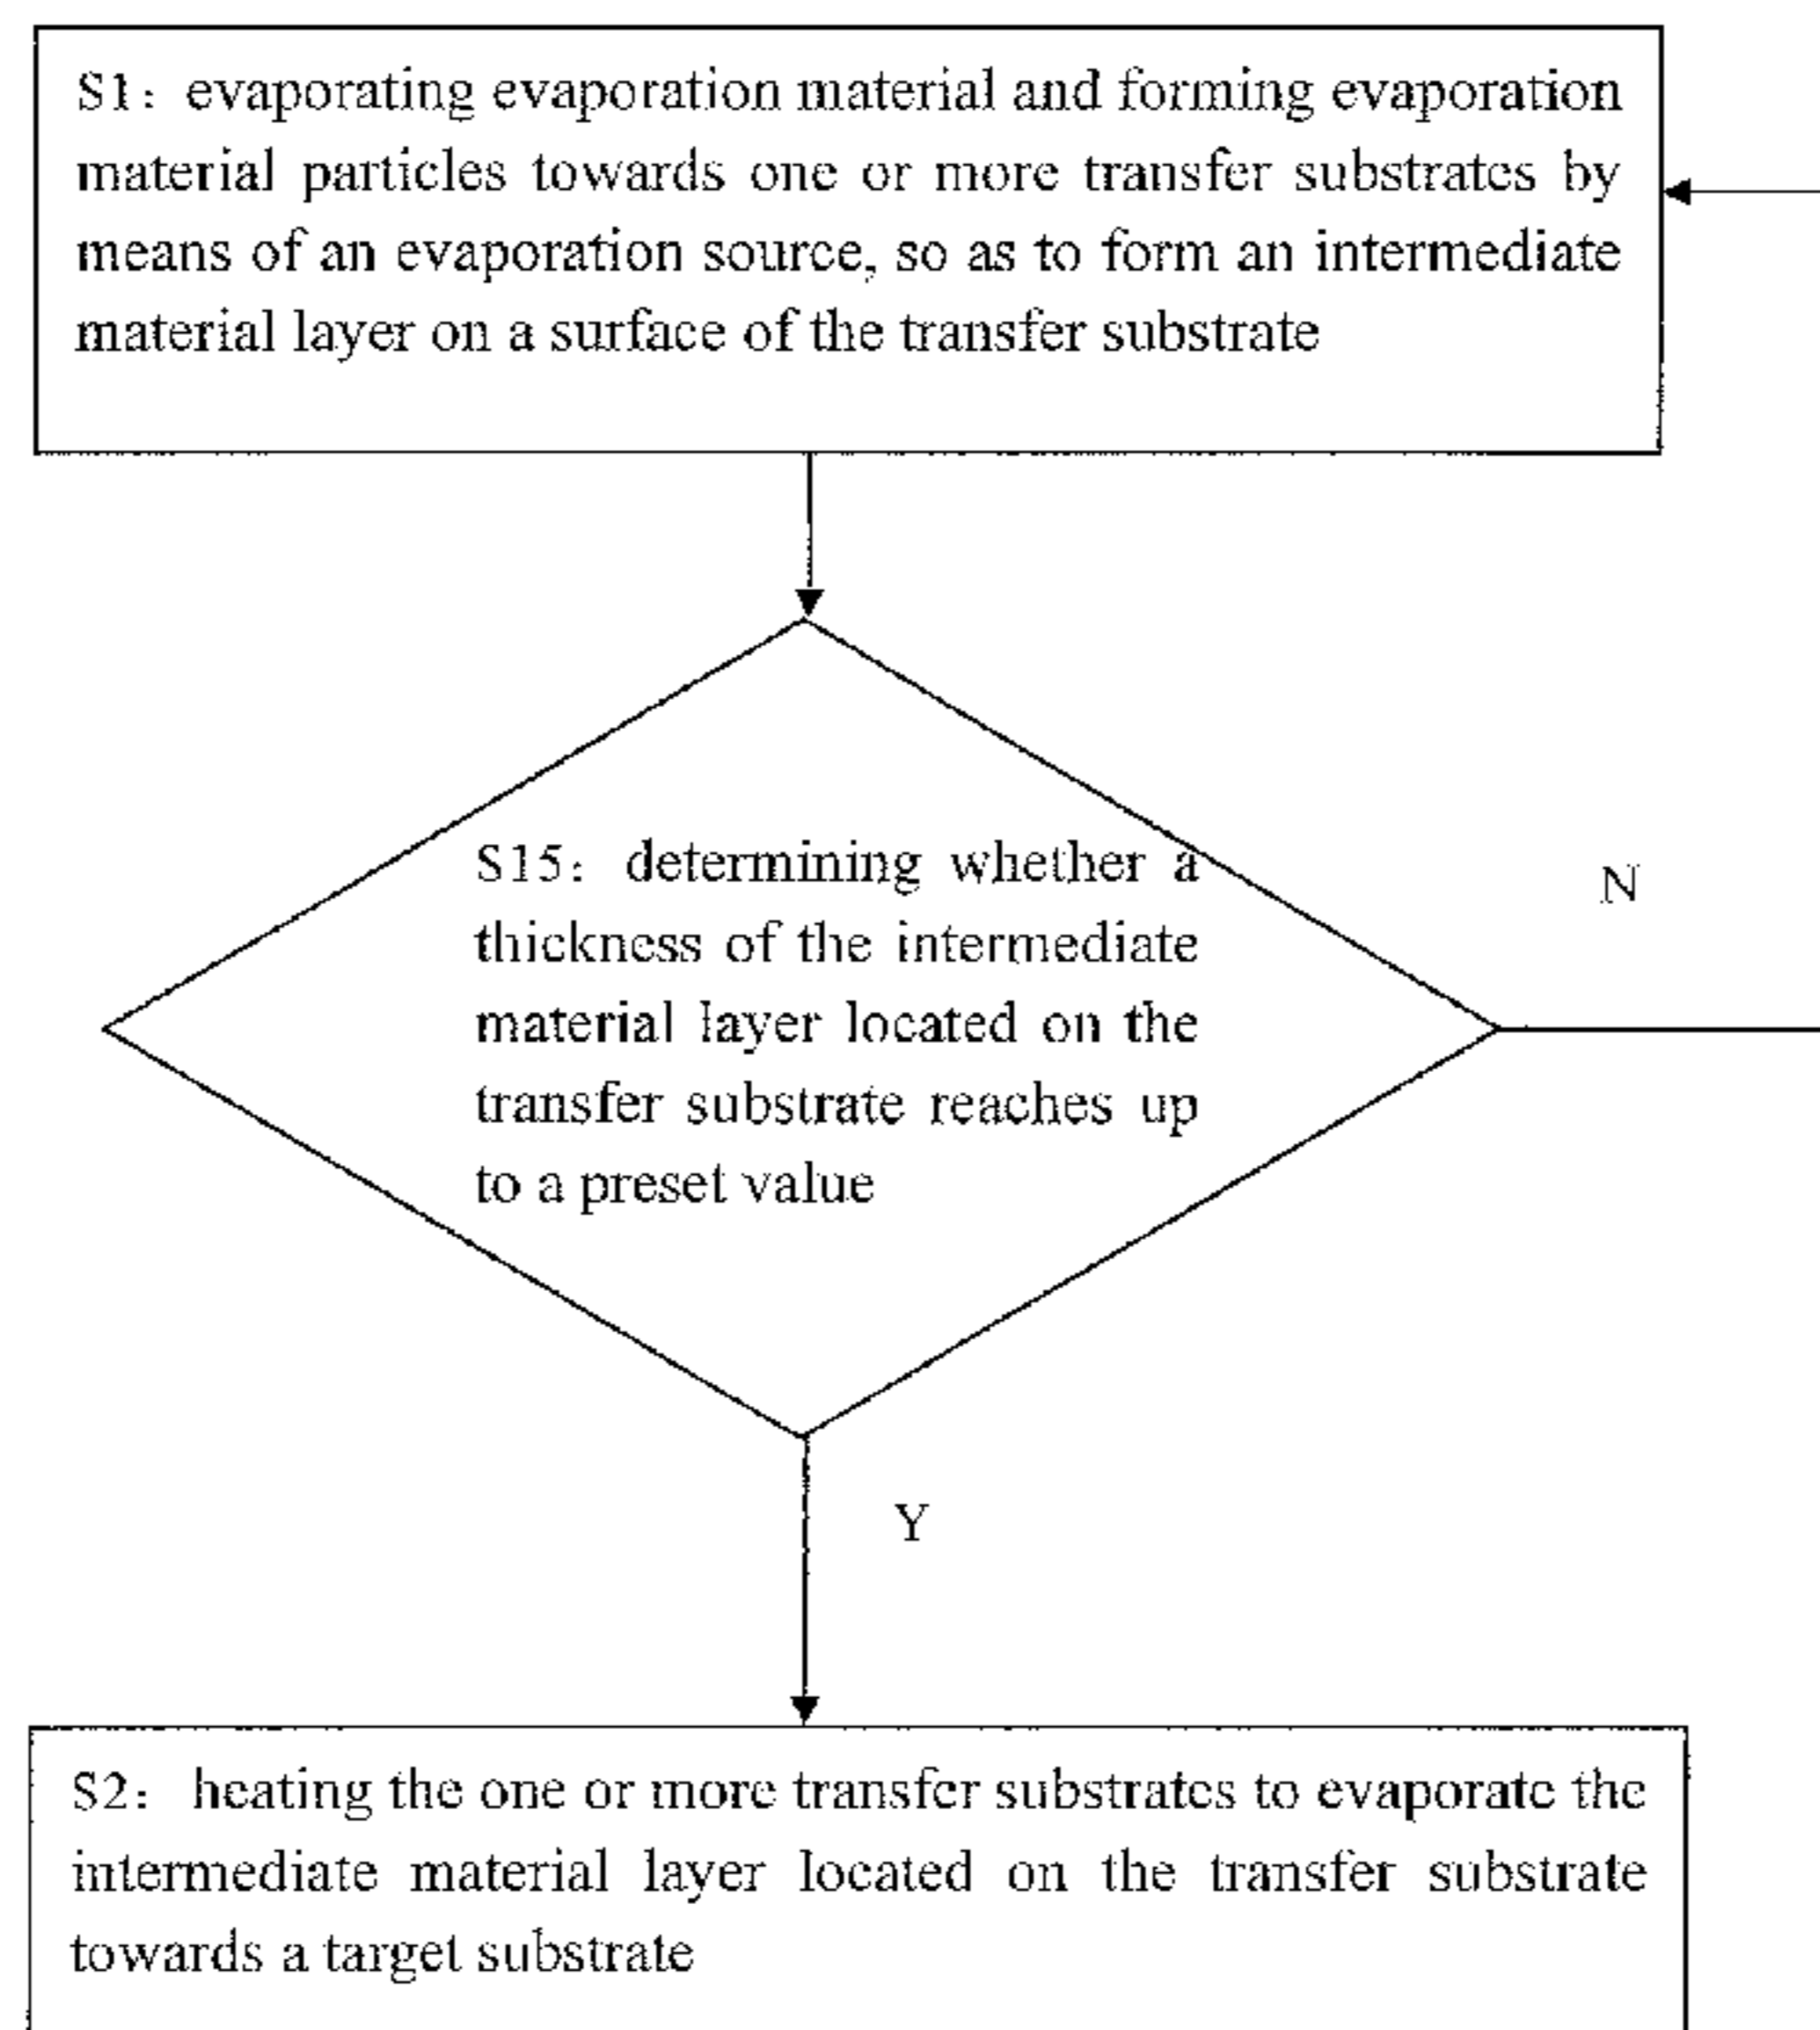 S1: evaporating evaporation material and forming evaporation
material particles towards one or more transfer substrates by
means of an evaporation source, so as to form an intermediate
material layer on a surface of the transfer substrate
S15: determining whether a
thickness of the intermediate
material layer located on the
transfer substrate reaches up
to a preset value
N
Y
S2: heating the one or more transfer substrates to evaporate the
intermediate material layer located on the transfer substrate
towards a target substrate